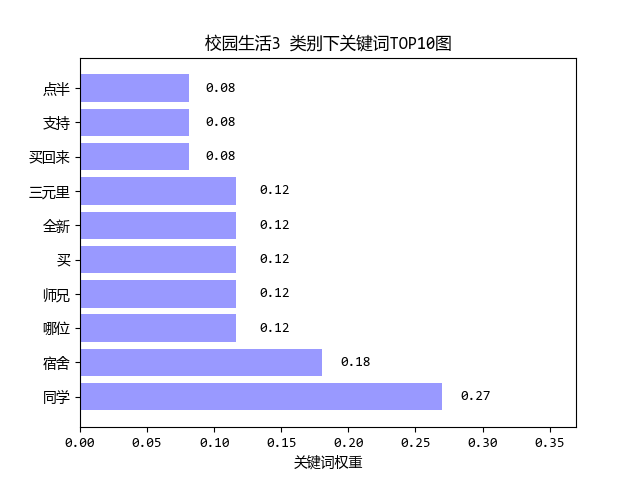 校园生活3 类别下关键词TOP10图
点半 0.08
支持 0.08
买回来 0.08
三元里 0.12
全新 0.12
买 0.12
师兄 0.12
哪位 0.12
宿舍 0.18
同学 0.27
0.00 0.05 0.10 0.15 0.20 0.25 0.30 0.35
关键词权重